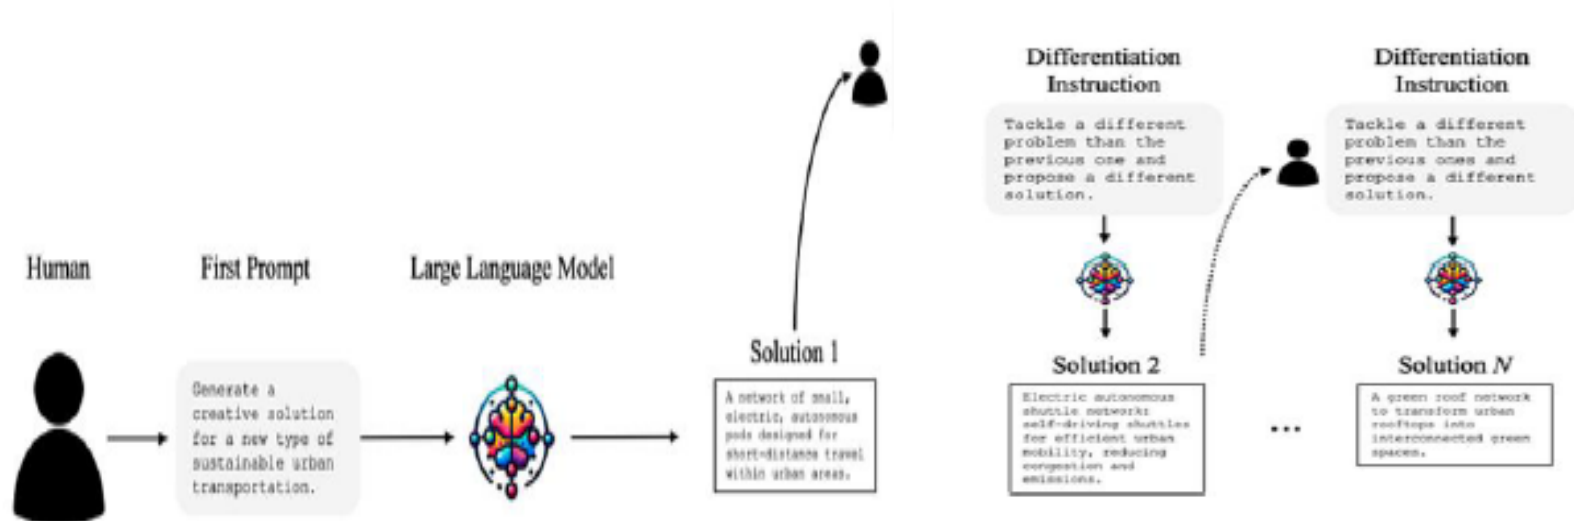 Human
First Prompt
Generate a
creative solution
for a new type of
sustainable urban
transportation.
Large Language Model
Solution 1
A network of small,
electric, autonomous
pods designed for
short-distance travel
within urban areas.
Differentiation
Instruction
Tackle a different
problem than the
previous one and
propose a different
solution.
Solution 2
Electric autonomous
shuttle networks
self-driving shuttles
for efficient urban
mobility, reducing
congestion and
emissions.
...
Differentiation
Instruction
Tackle a different
problem than the
previous ones and
propose a different
solution.
Solution N
A green roof network
to transform urban
rooftops into
interconnected green
spaces.